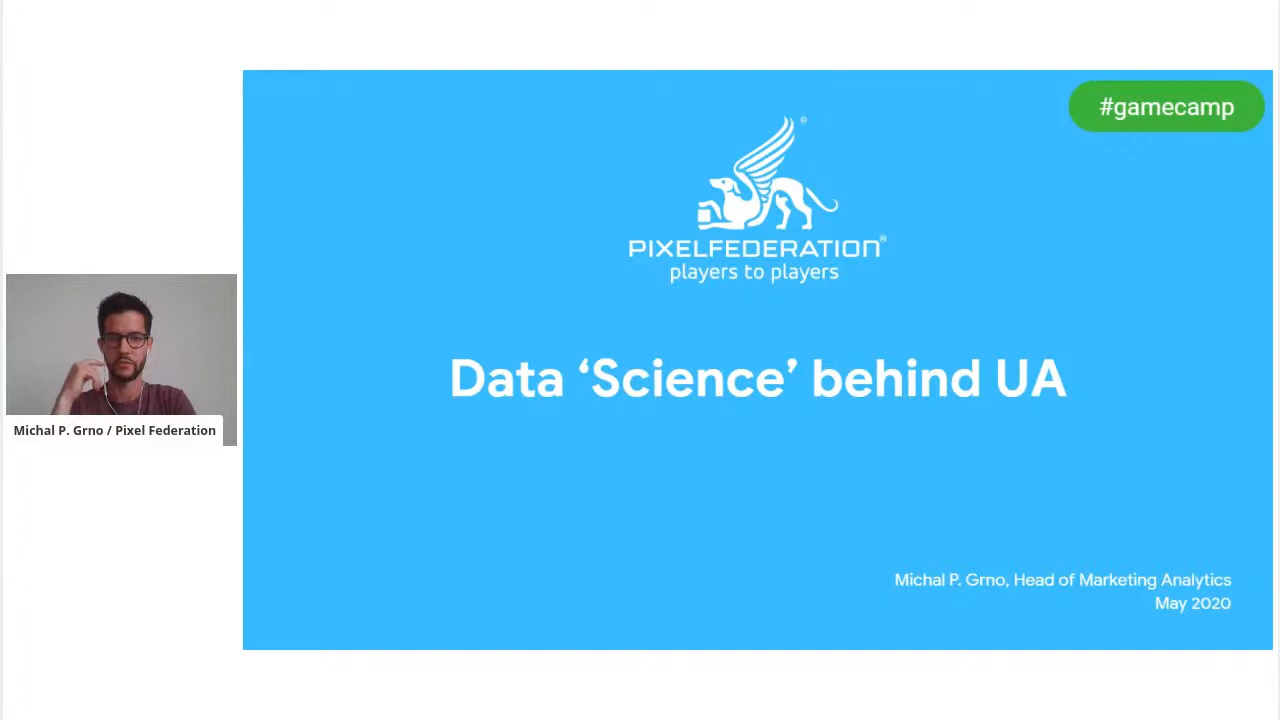 #gamecamp
©
PIXELFEDERATION®
players to players
Data ‘Science’ behind UA
Michal P. Grno / Pixel Federation
Michal P. Grno, Head of Marketing Analytics
May 2020